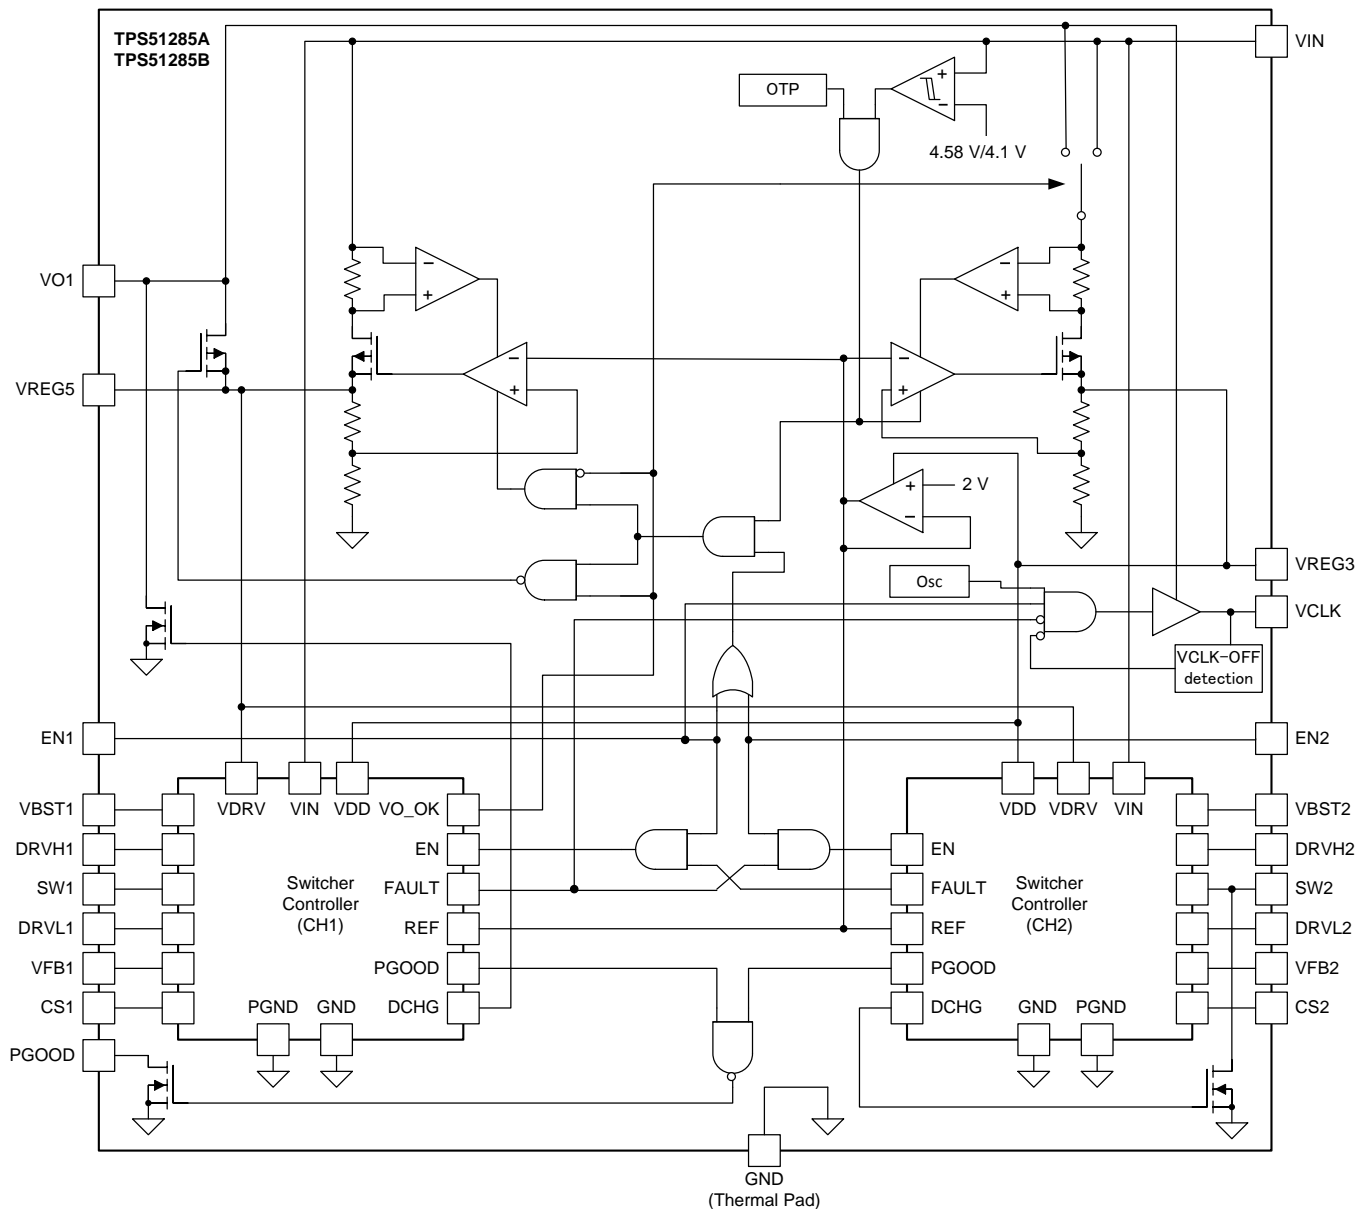 TPS51285A
TPS51285B
VIN
OTP
+
−
4.58 V/4.1 V
VO1
−
+
−
+
VREG5
−
+
−
+
+
2 V
−
VREG3
Osc
VCLK
VCLK-OFF
detection
EN1
EN2
VBST1
VDRV
VIN
VDD
VO_OK
VDD
VDRV
VIN
VBST2
DRVH1
EN
EN
DRVH2
SW1
Switcher
Controller
(CH1)
FAULT
FAULT
Switcher
Controller
(CH2)
SW2
DRVL1
REF
REF
DRVL2
VFB1
PGOOD
PGOOD
VFB2
CS1
PGND
GND
DCHG
DCHG
GND
PGND
CS2
PGOOD
GND
(Thermal Pad)